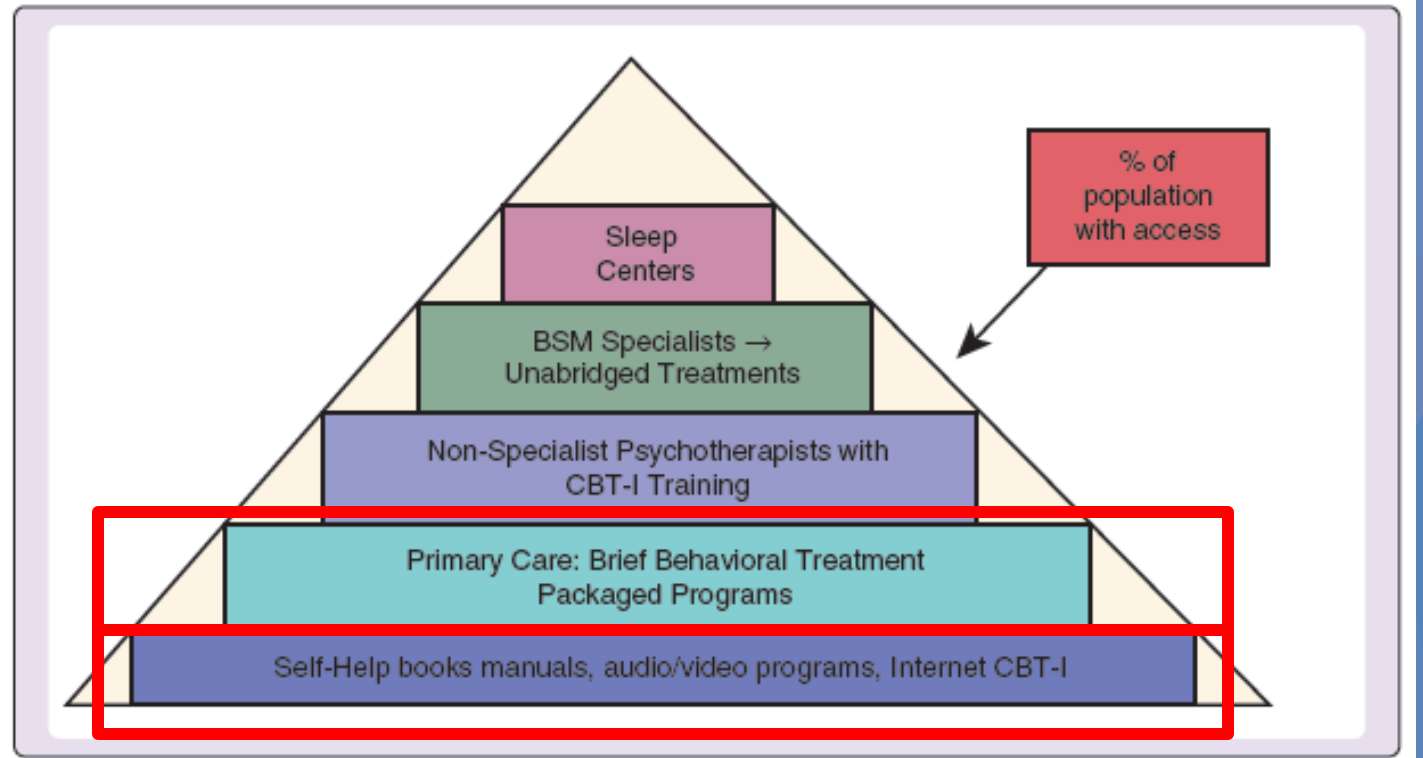 % of
population
with access
Sleep
Centers
BSM Specialists →
Unabridged Treatments
Non-Specialist Psychotherapists with
CBT-I Training
Primary Care: Brief Behavioral Treatment
Packaged Programs
Self-Help books manuals, audio/video programs, Internet CBT-I